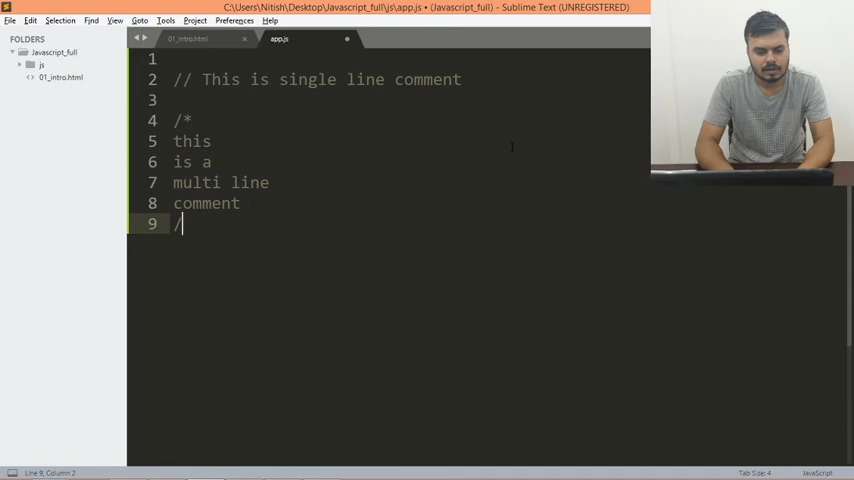 C:\Users\Nitish\Desktop\Javascript_full\js\app.js • (Javascript_full) - Sublime Text (UNREGISTERED)
File Edit Selection Find View Goto Tools Project Preferences Help
FOLDERS
Javascript_full
js
01_intro.html
01_intro.html
app.js
1
2 // This is single line comment
3
4 /*
5 this
6 is a
7 multi line
8 comment
9 /
Line 9, Column 2
Tab Size: 4
JavaScript